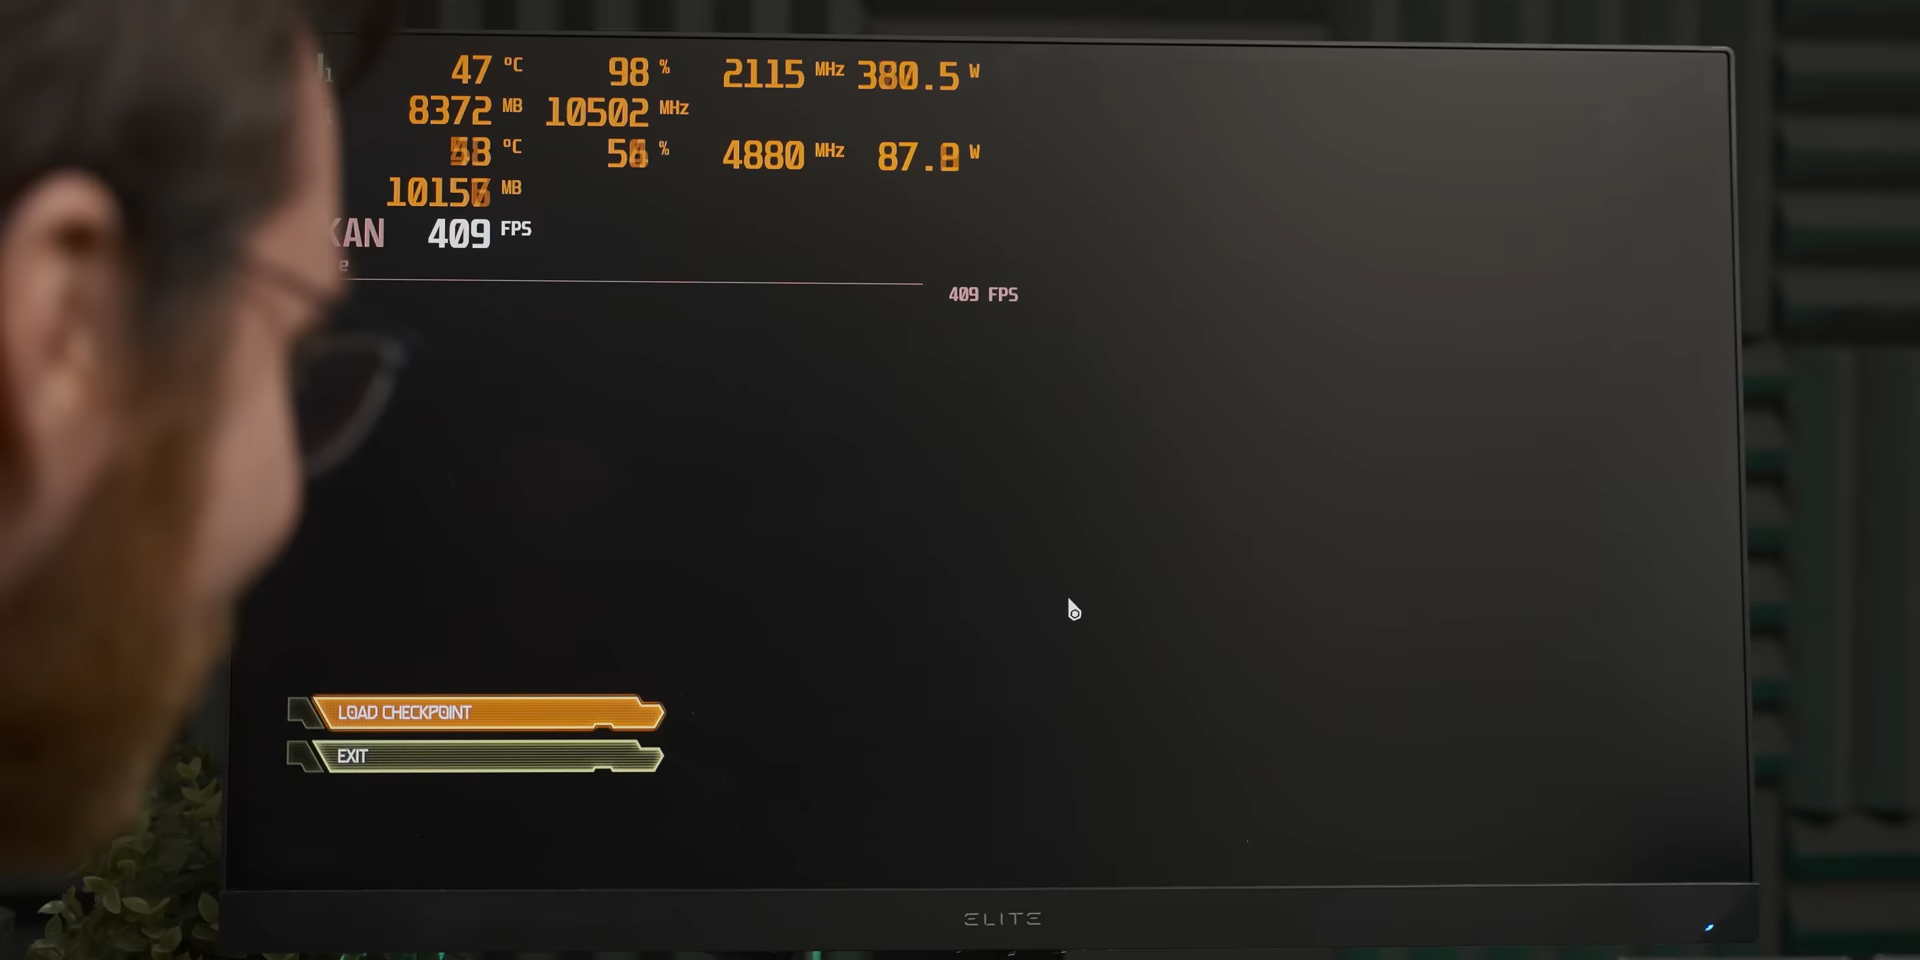 47 °C 98 % 2115 MHz 380.5 W
8372 MB 10502 MHz
°C % 4880 MHz W
MB
KAN 409 FPS
409 FPS
LOAD CHECKPOINT
EXIT
ELITE